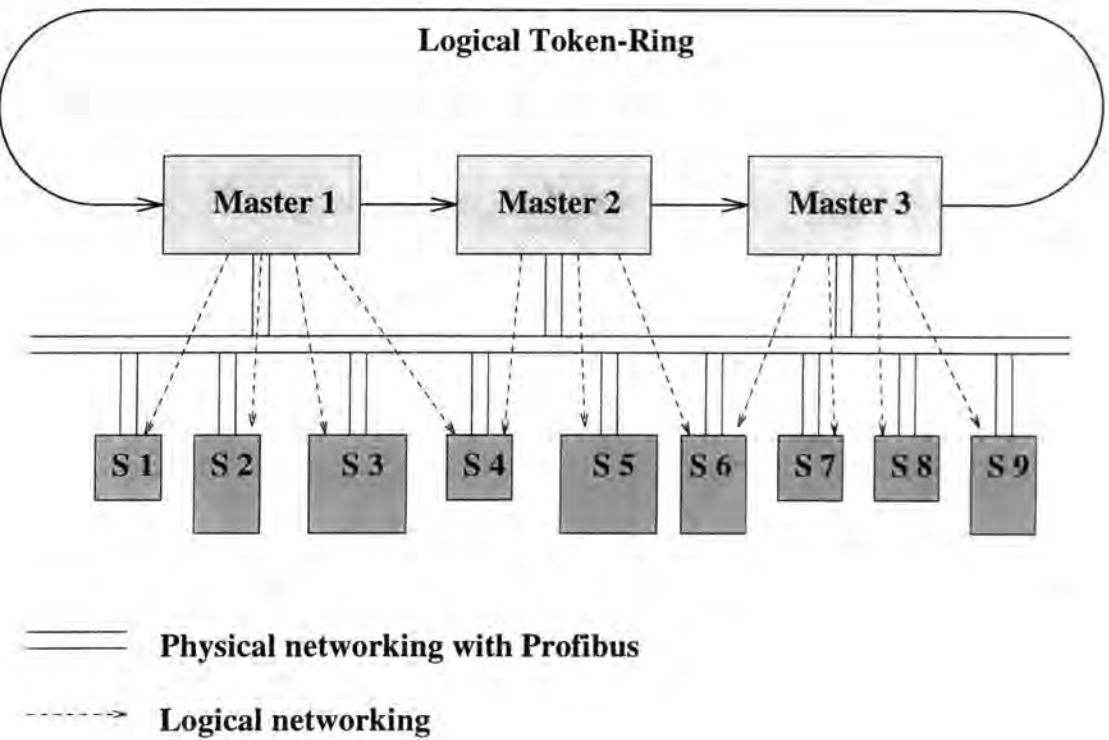 Logical Token-Ring
Master 1 Master 2 Master 3
S 1 S 2 S 3 S 4 S 5 S 6 S 7 S 8 S 9
Physical networking with Profibus
Logical networking